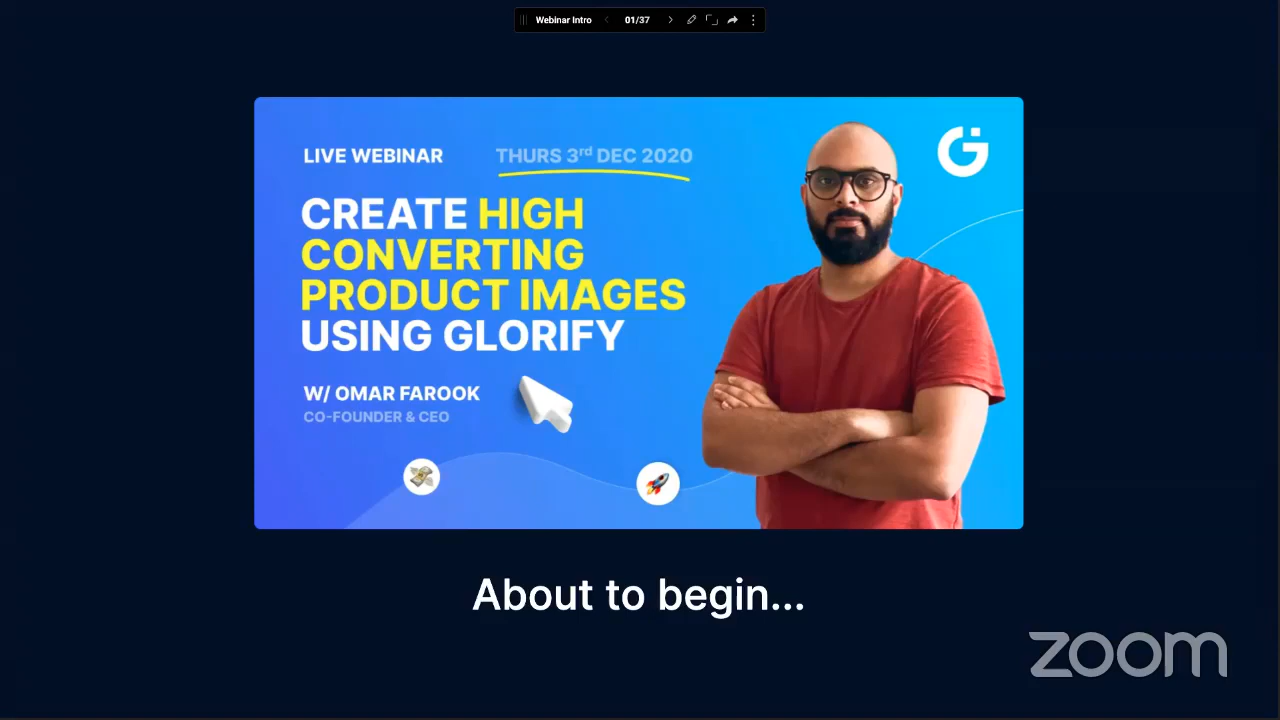 Webinar Intro 01/37
LIVE WEBINAR THURS 3rd DEC 2020
CREATE HIGH
CONVERTING
PRODUCT IMAGES
USING GLORIFY
W/ OMAR FAROOK
CO-FOUNDER & CEO
About to begin...
zoom